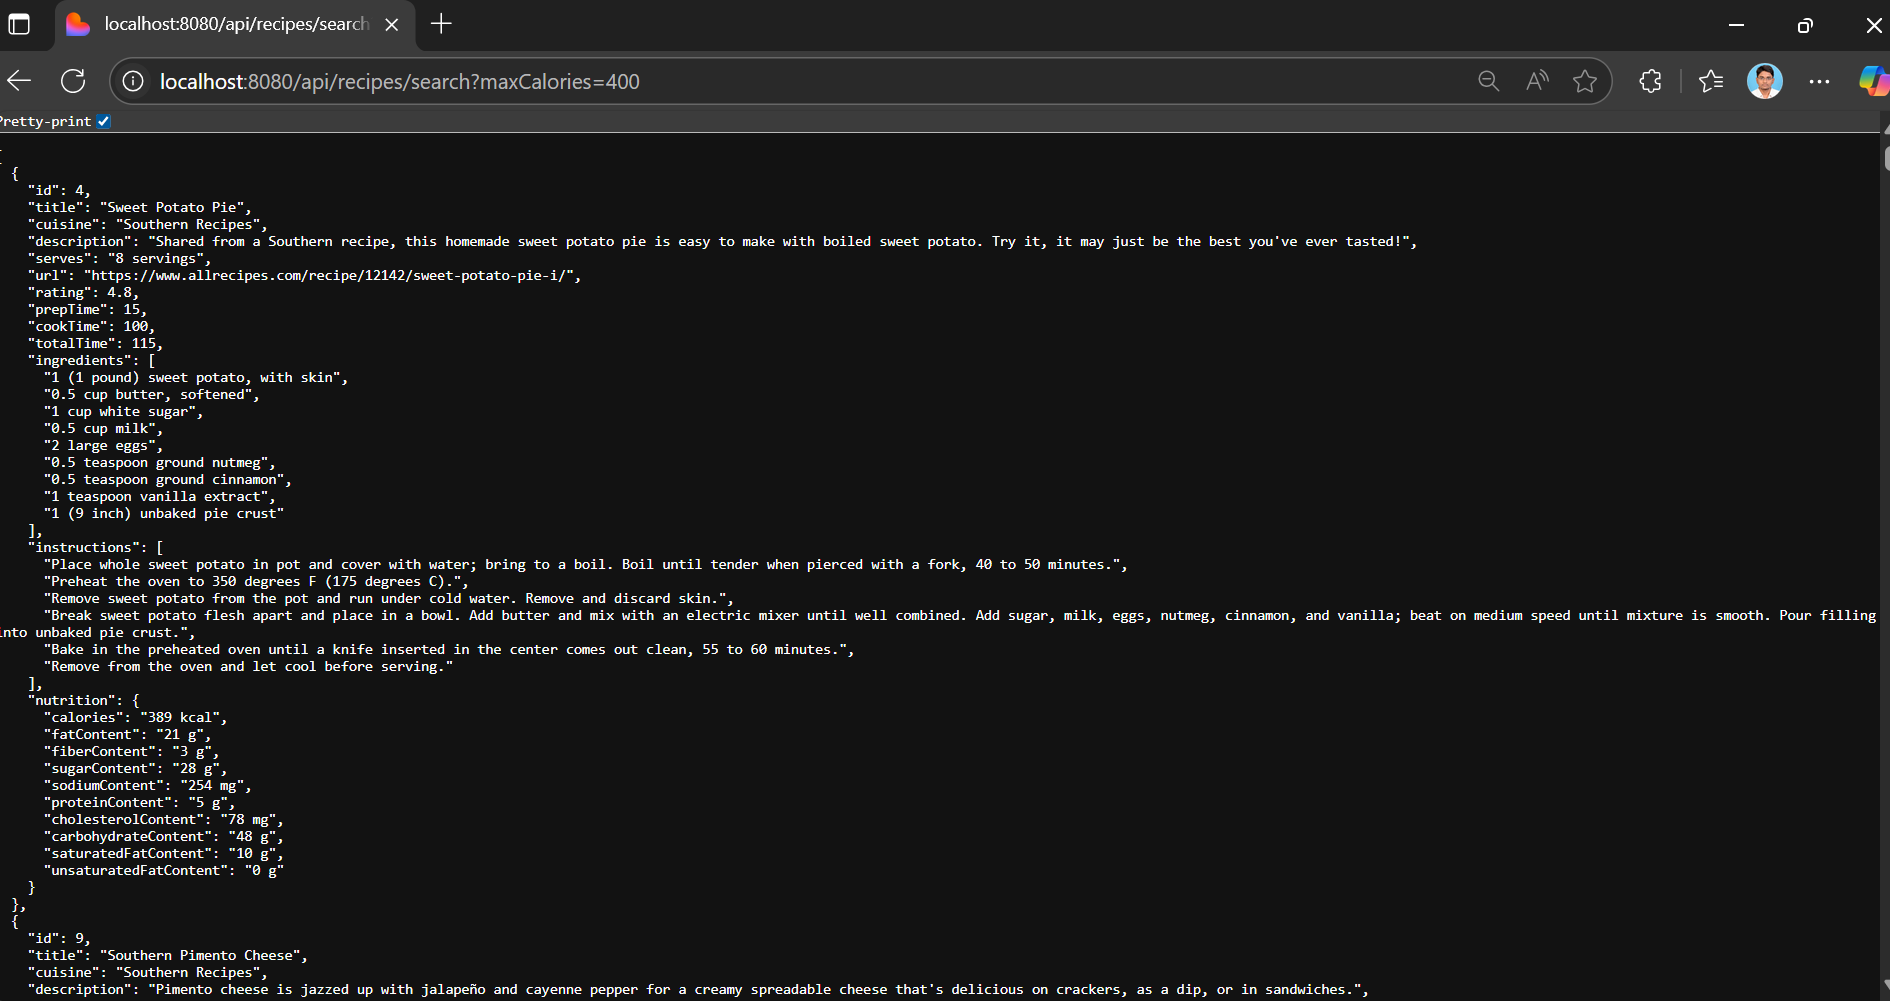 localhost:8080/api/recipes/search
localhost:8080/api/recipes/search?maxCalories=400
Pretty-print
[
{
"id": 4,
"title": "Sweet Potato Pie",
"cuisine": "Southern Recipes",
"description": "Shared from a Southern recipe, this homemade sweet potato pie is easy to make with boiled sweet potato. Try it, it may just be the best you've ever tasted!",
"serves": "8 servings",
"url": "https://www.allrecipes.com/recipe/12142/sweet-potato-pie-i/",
"rating": 4.8,
"prepTime": 15,
"cookTime": 100,
"totalTime": 115,
"ingredients": [
"1 (1 pound) sweet potato, with skin",
"0.5 cup butter, softened",
"1 cup white sugar",
"0.5 cup milk",
"2 large eggs",
"0.5 teaspoon ground nutmeg",
"0.5 teaspoon ground cinnamon",
"1 teaspoon vanilla extract",
"1 (9 inch) unbaked pie crust"
],
"instructions": [
"Place whole sweet potato in pot and cover with water; bring to a boil. Boil until tender when pierced with a fork, 40 to 50 minutes.",
"Preheat the oven to 350 degrees F (175 degrees C).",
"Remove sweet potato from the pot and run under cold water. Remove and discard skin.",
"Break sweet potato flesh apart and place in a bowl. Add butter and mix with an electric mixer until well combined. Add sugar, milk, eggs, nutmeg, cinnamon, and vanilla; beat on medium speed until mixture is smooth. Pour filling
into unbaked pie crust.",
"Bake in the preheated oven until a knife inserted in the center comes out clean, 55 to 60 minutes.",
"Remove from the oven and let cool before serving."
],
"nutrition": {
"calories": "389 kcal",
"fatContent": "21 g",
"fiberContent": "3 g",
"sugarContent": "28 g",
"sodiumContent": "254 mg",
"proteinContent": "5 g",
"cholesterolContent": "78 mg",
"carbohydrateContent": "48 g",
"saturatedFatContent": "10 g",
"unsaturatedFatContent": "0 g"
}
},
{
"id": 9,
"title": "Southern Pimento Cheese",
"cuisine": "Southern Recipes",
"description": "Pimento cheese is jazzed up with jalapeño and cayenne pepper for a creamy spreadable cheese that's delicious on crackers, as a dip, or in sandwiches.",